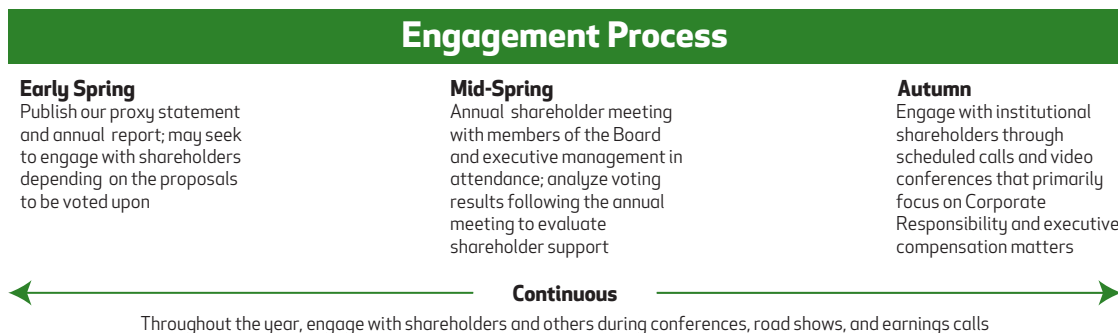 Engagement Process
Early Spring
Publish our proxy statement
and annual report; may seek
to engage with shareholders
depending on the proposals
to be voted upon
Mid-Spring
Annual shareholder meeting
with members of the Board
and executive management in
attendance; analyze voting
results following the annual
meeting to evaluate
shareholder support
Autumn
Engage with institutional
shareholders through
scheduled calls and video
conferences that primarily
focus on Corporate
Responsibility and executive
compensation matters
Continuous
Throughout the year, engage with shareholders and others during conferences, road shows, and earnings calls